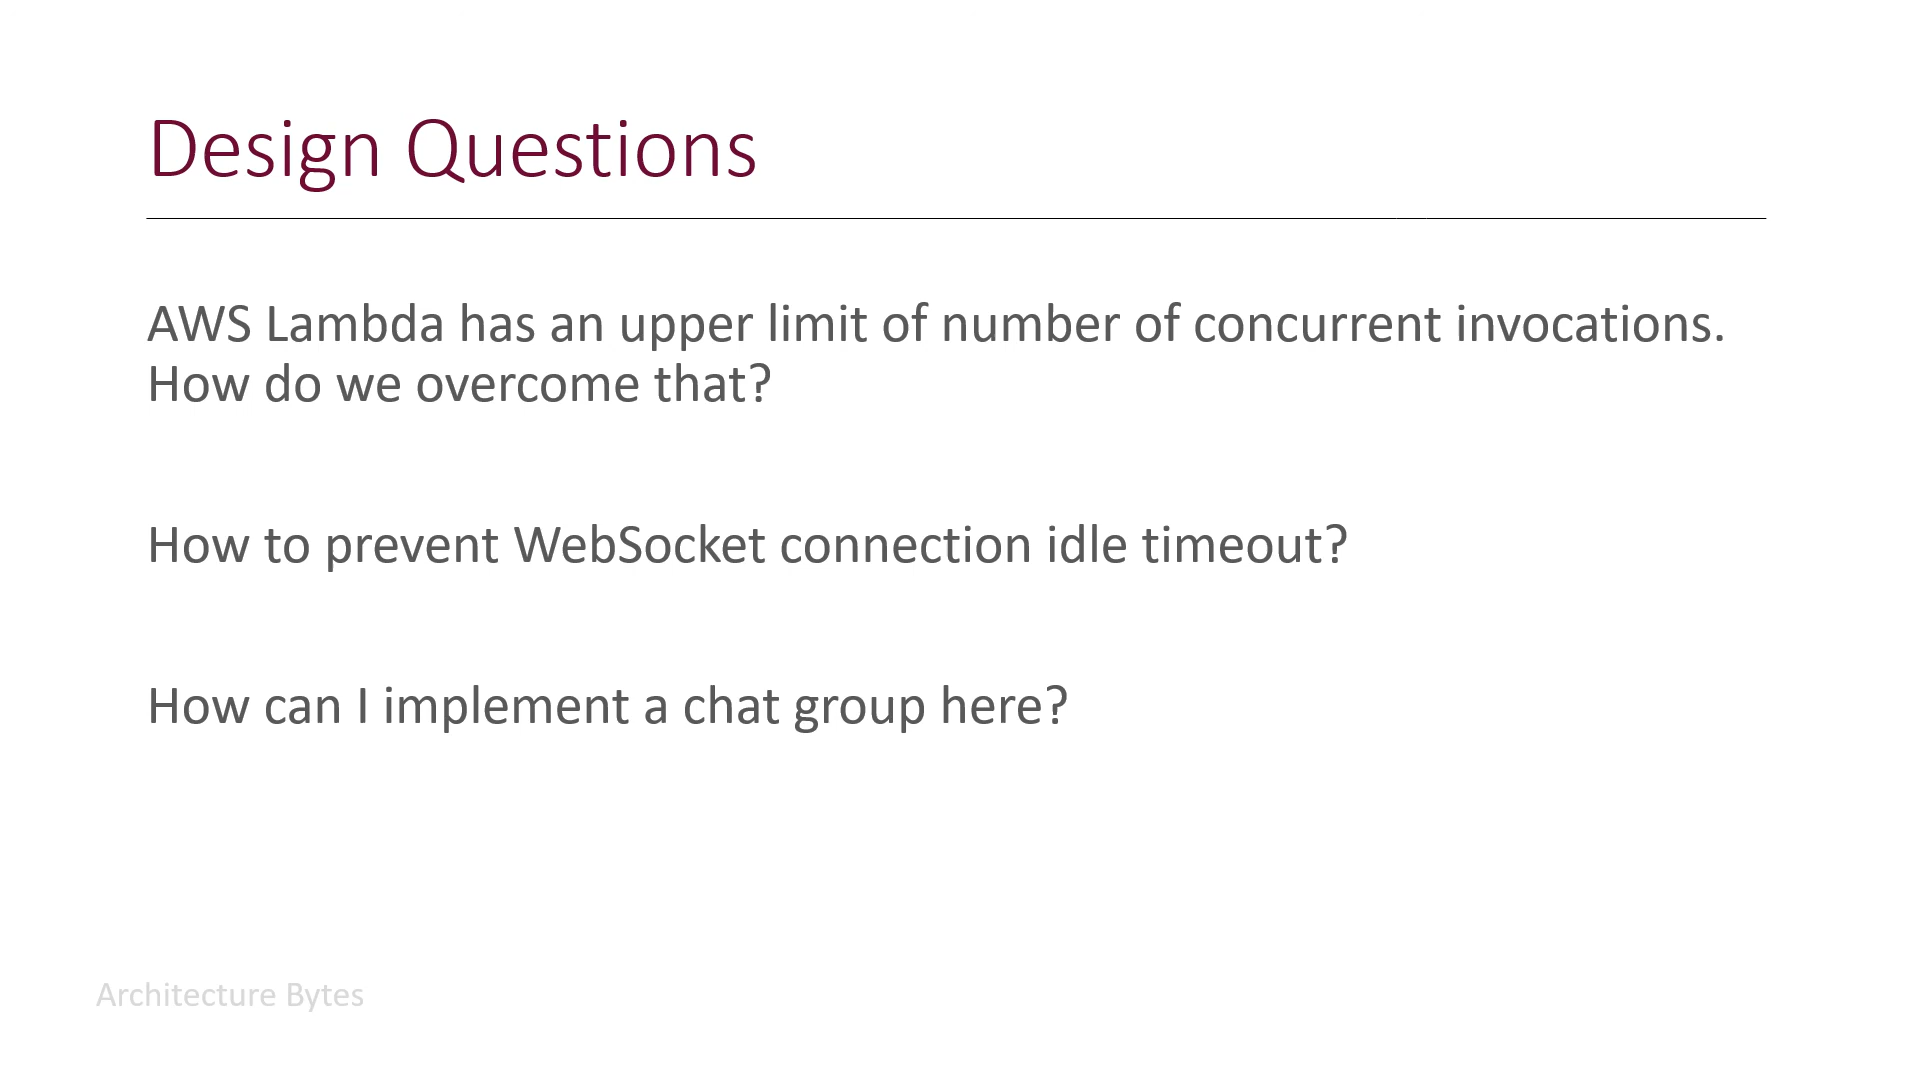 Design Questions
AWS Lambda has an upper limit of number of concurrent invocations.
How do we overcome that?
How to prevent WebSocket connection idle timeout?
How can I implement a chat group here?
Architecture Bytes